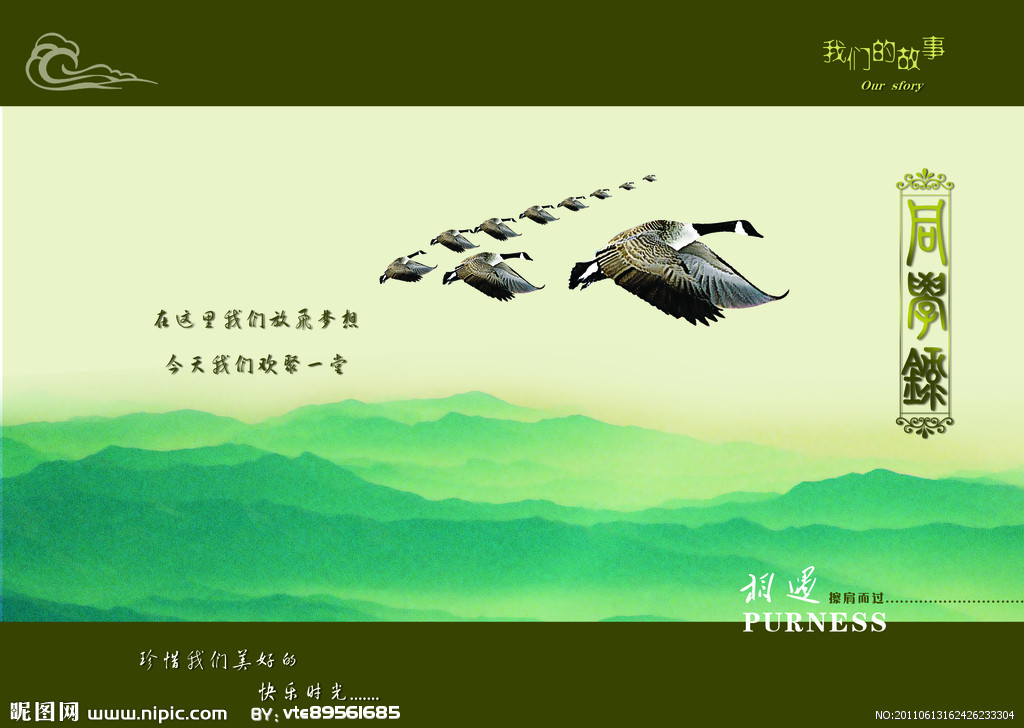 我们的故事
Our sfory
同學錄
在这里我们放飛梦想
今天我们欢聚一堂
相遇 擦肩而过..............................
PURNESS
珍惜我们美好的
快乐时光.......
昵图网 www.nipic.com BY:vte89561685
NO:20110613162426233304